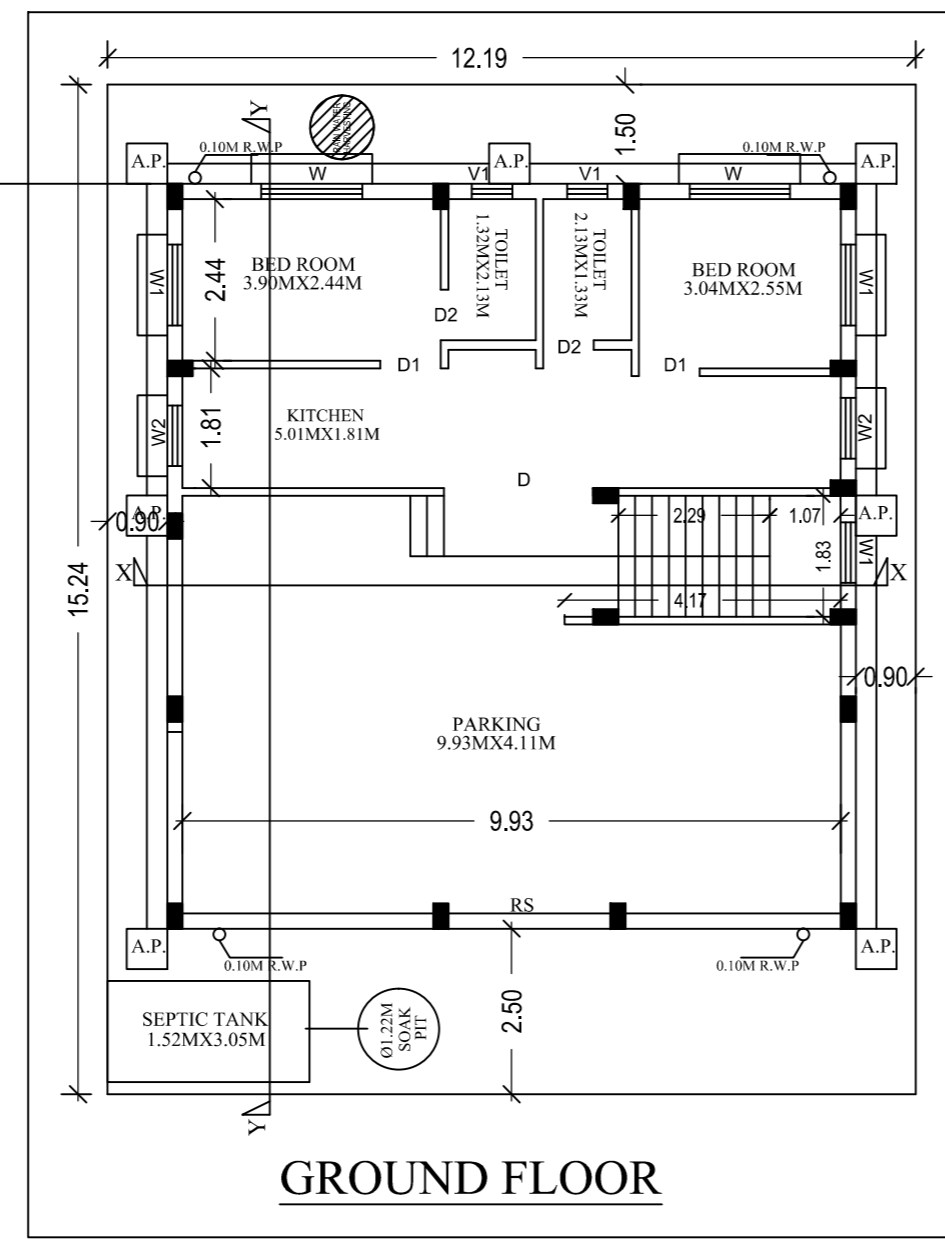 12.19
Y
RAIN WATER
HARVESTING
1.50
A.P.
0.10M R.W.P
W
V1
A.P.
V1
W
0.10M R.W.P
A.P.
W1
2.44
BED ROOM
3.90MX2.44M
TOILET
1.32MX2.13M
TOILET
2.13MX1.33M
BED ROOM
3.04MX2.55M
W1
D2
D2
D1
D1
W2
1.81
KITCHEN
5.01MX1.81M
W2
D
A.P.
0.90
2.29
1.07
A.P.
1.83
W1
X
X
15.24
4.17
0.90
PARKING
9.93MX4.11M
9.93
RS
A.P.
0.10M R.W.P
0.10M R.W.P
A.P.
2.50
SEPTIC TANK
1.52MX3.05M
Ø1.22M
SOAK
PIT
Y
GROUND FLOOR